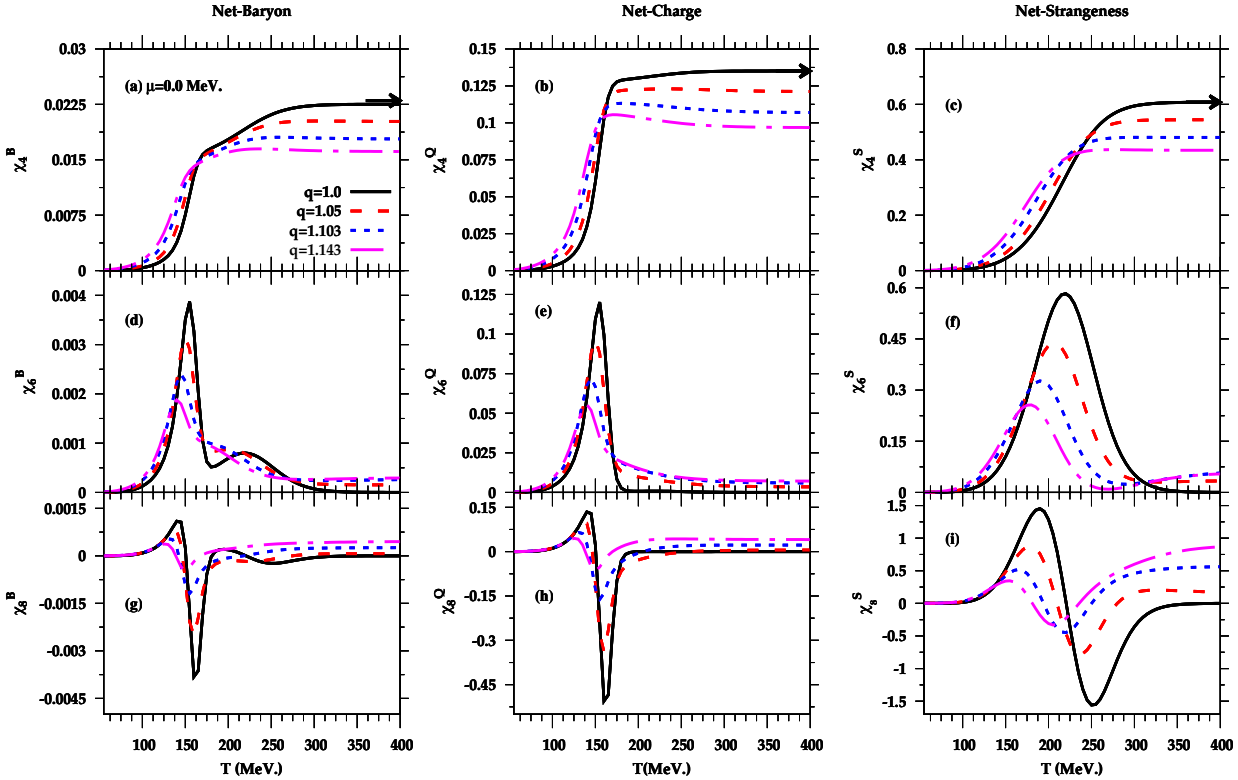 Net-Baryon Net-Charge Net-Strangeness
0.03 0.15 0.8
(a) μ=0.0 MeV. (b) (c)
0.0225 0.125 0.6
0.1
χ4B χ4Q χ4S
0.015 0.075 0.4
q=1.0
q=1.05
q=1.103
q=1.143
0.0075 0.05 0.2
0.025
0 0 0
0.004 0.125 0.6
(d) (e) (f)
0.003 0.1 0.45
χ6B χ6Q χ6S
0.002 0.075 0.3
0.05
0.001 0.025 0.15
0 0 0
0.0015 0.15 1.5
1
0 0 0.5
(i)
χ8B χ8Q χ8S
-0.0015 -0.15 0
(g) (h)
-0.003 -0.3 -0.5
-1
-0.0045 -0.45 -1.5
100 150 200 250 300 350 400 100 150 200 250 300 350 400 100 150 200 250 300 350 400
T (MeV.) T(MeV.) T (MeV.)